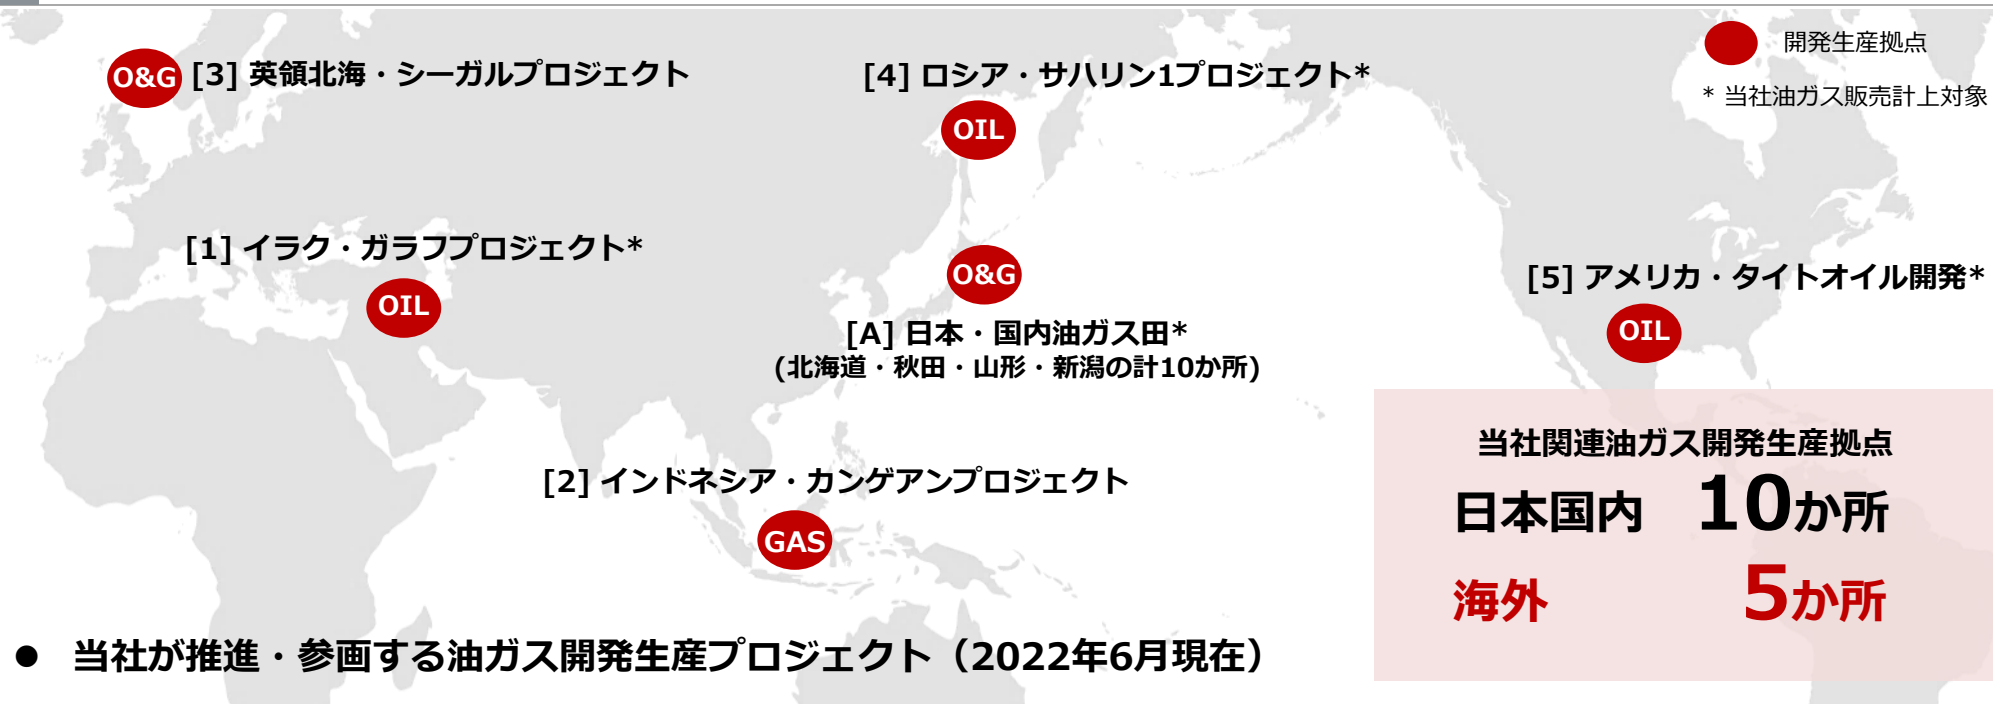 開発生産拠点
* 当社油ガス販売計上対象
O&G [3] 英領北海・シーガルプロジェクト
[4] ロシア・サハリン1プロジェクト*
OIL
[1] イラク・ガラフプロジェクト*
OIL
O&G
[A] 日本・国内油ガス田*
(北海道・秋田・山形・新潟の計10か所)
[5] アメリカ・タイトオイル開発*
OIL
[2] インドネシア・カンゲアンプロジェクト
GAS
当社関連油ガス開発生産拠点
日本国内 10か所
海外 5か所
● 当社が推進・参画する油ガス開発生産プロジェクト（2022年6月現在）